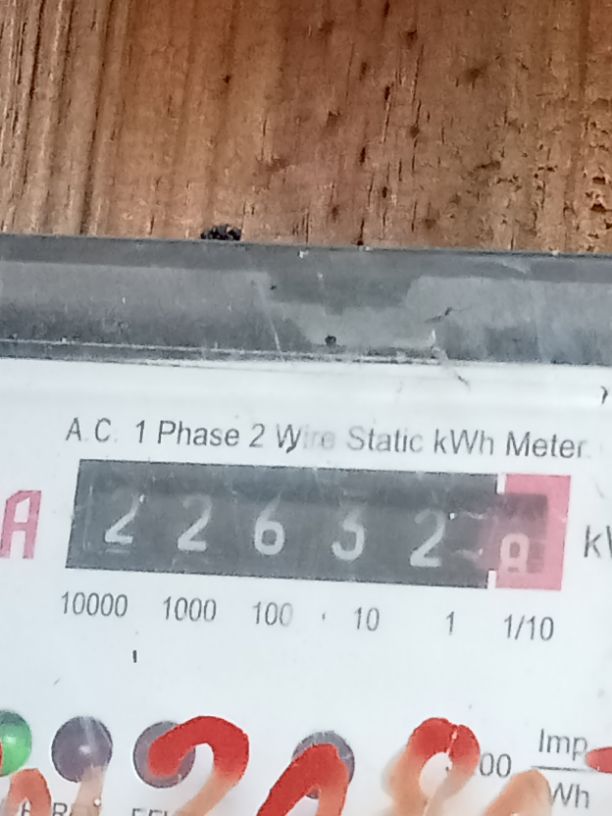 A.C. 1 Phase 2 Wire Static kWh Meter
A 2 2 6 3 2 8
10000 1000 100 10 1 1/10
Imp
Wh